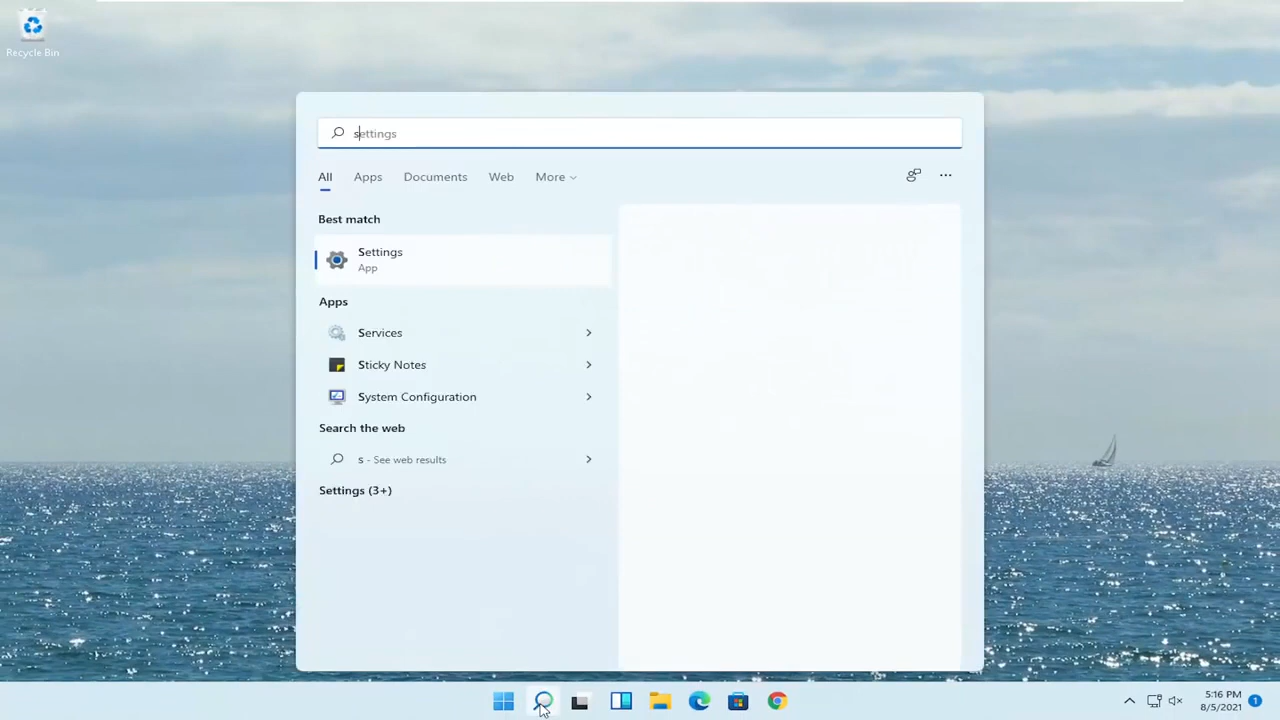 Recycle Bin
settings
All Apps Documents Web More
Best match
Settings
App
Apps
Services
Sticky Notes
System Configuration
Search the web
s - See web results
Settings (3+)
5:16 PM
8/5/2021
1